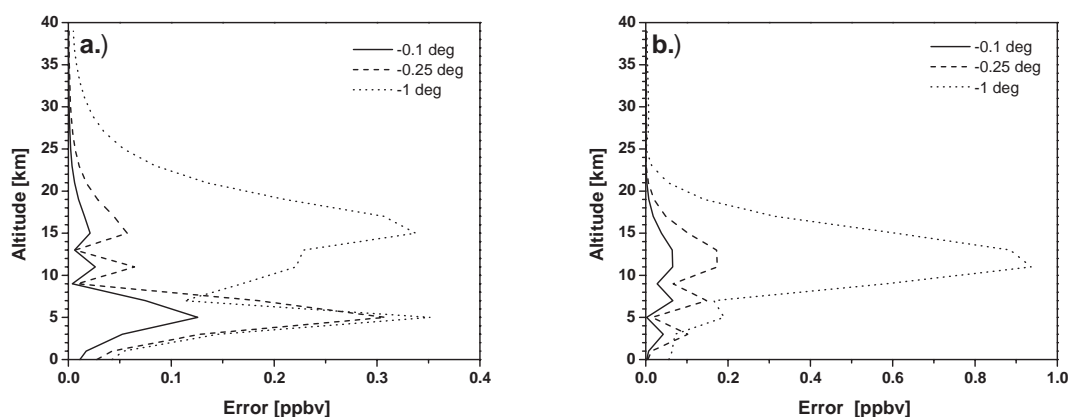 a.)
-0.1 deg
-0.25 deg
-1 deg
40
35
30
25
20
15
10
5
0
Altitude [km]
0.0 0.1 0.2 0.3 0.4
Error [ppbv]
b.)
-0.1 deg
-0.25 deg
-1 deg
40
35
30
25
20
15
10
5
0
Altitude [km]
0.0 0.2 0.4 0.6 0.8 1.0
Error [ppbv]